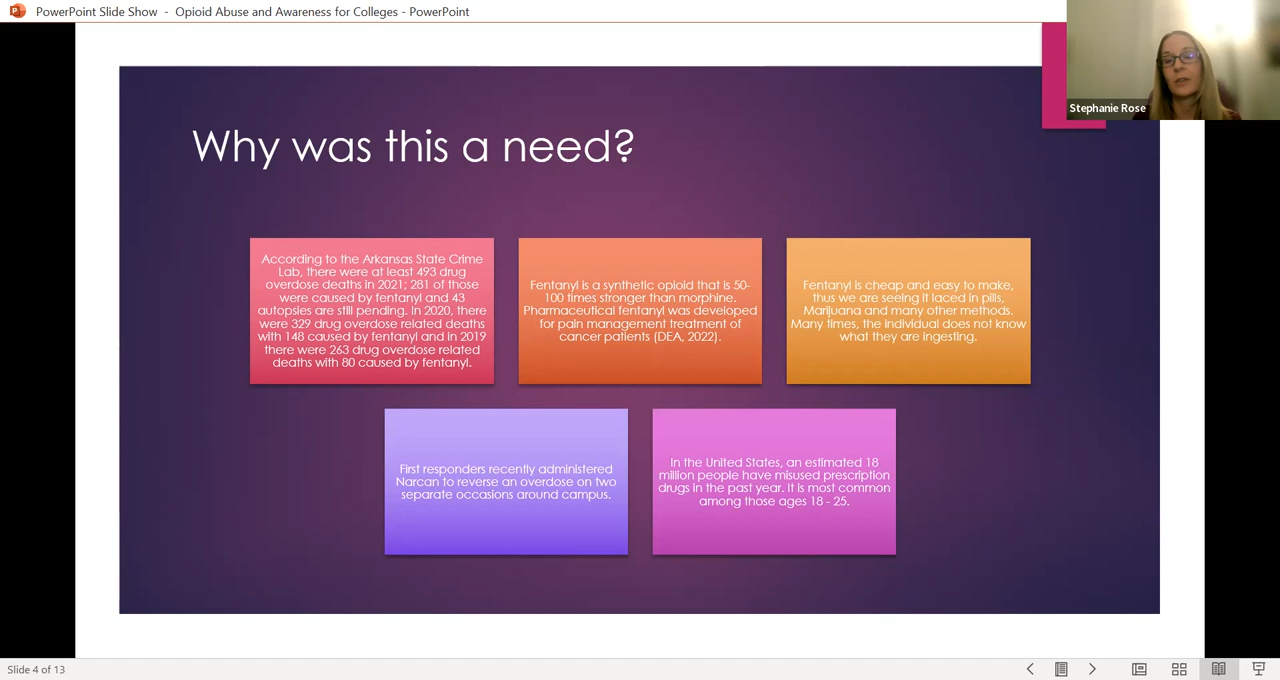 PowerPoint Slide Show - Opioid Abuse and Awareness for Colleges - PowerPoint
Stephanie Rose
Why was this a need?
According to the Arkansas State Crime
Lab, there were at least 493 drug
overdose deaths in 2021; 281 of those
were caused by fentanyl and 43
autopsies are still pending. In 2020, there
were 329 drug overdose related deaths
with 148 caused by fentanyl and in 2019
there were 263 drug overdose related
deaths with 80 caused by fentanyl.
Fentanyl is a synthetic opioid that is 50-
100 times stronger than morphine.
Pharmaceutical fentanyl was developed
for pain management treatment of
cancer patients (DEA, 2022).
Fentanyl is cheap and easy to make,
thus we are seeing it laced in pills,
Marijuana and many other methods.
Many times, the individual does not know
what they are ingesting.
First responders recently administered
Narcan to reverse an overdose on two
separate occasions around campus.
In the United States, an estimated 18
million people have misused prescription
drugs in the past year. It is most common
among those ages 18 - 25.
Slide 4 of 13